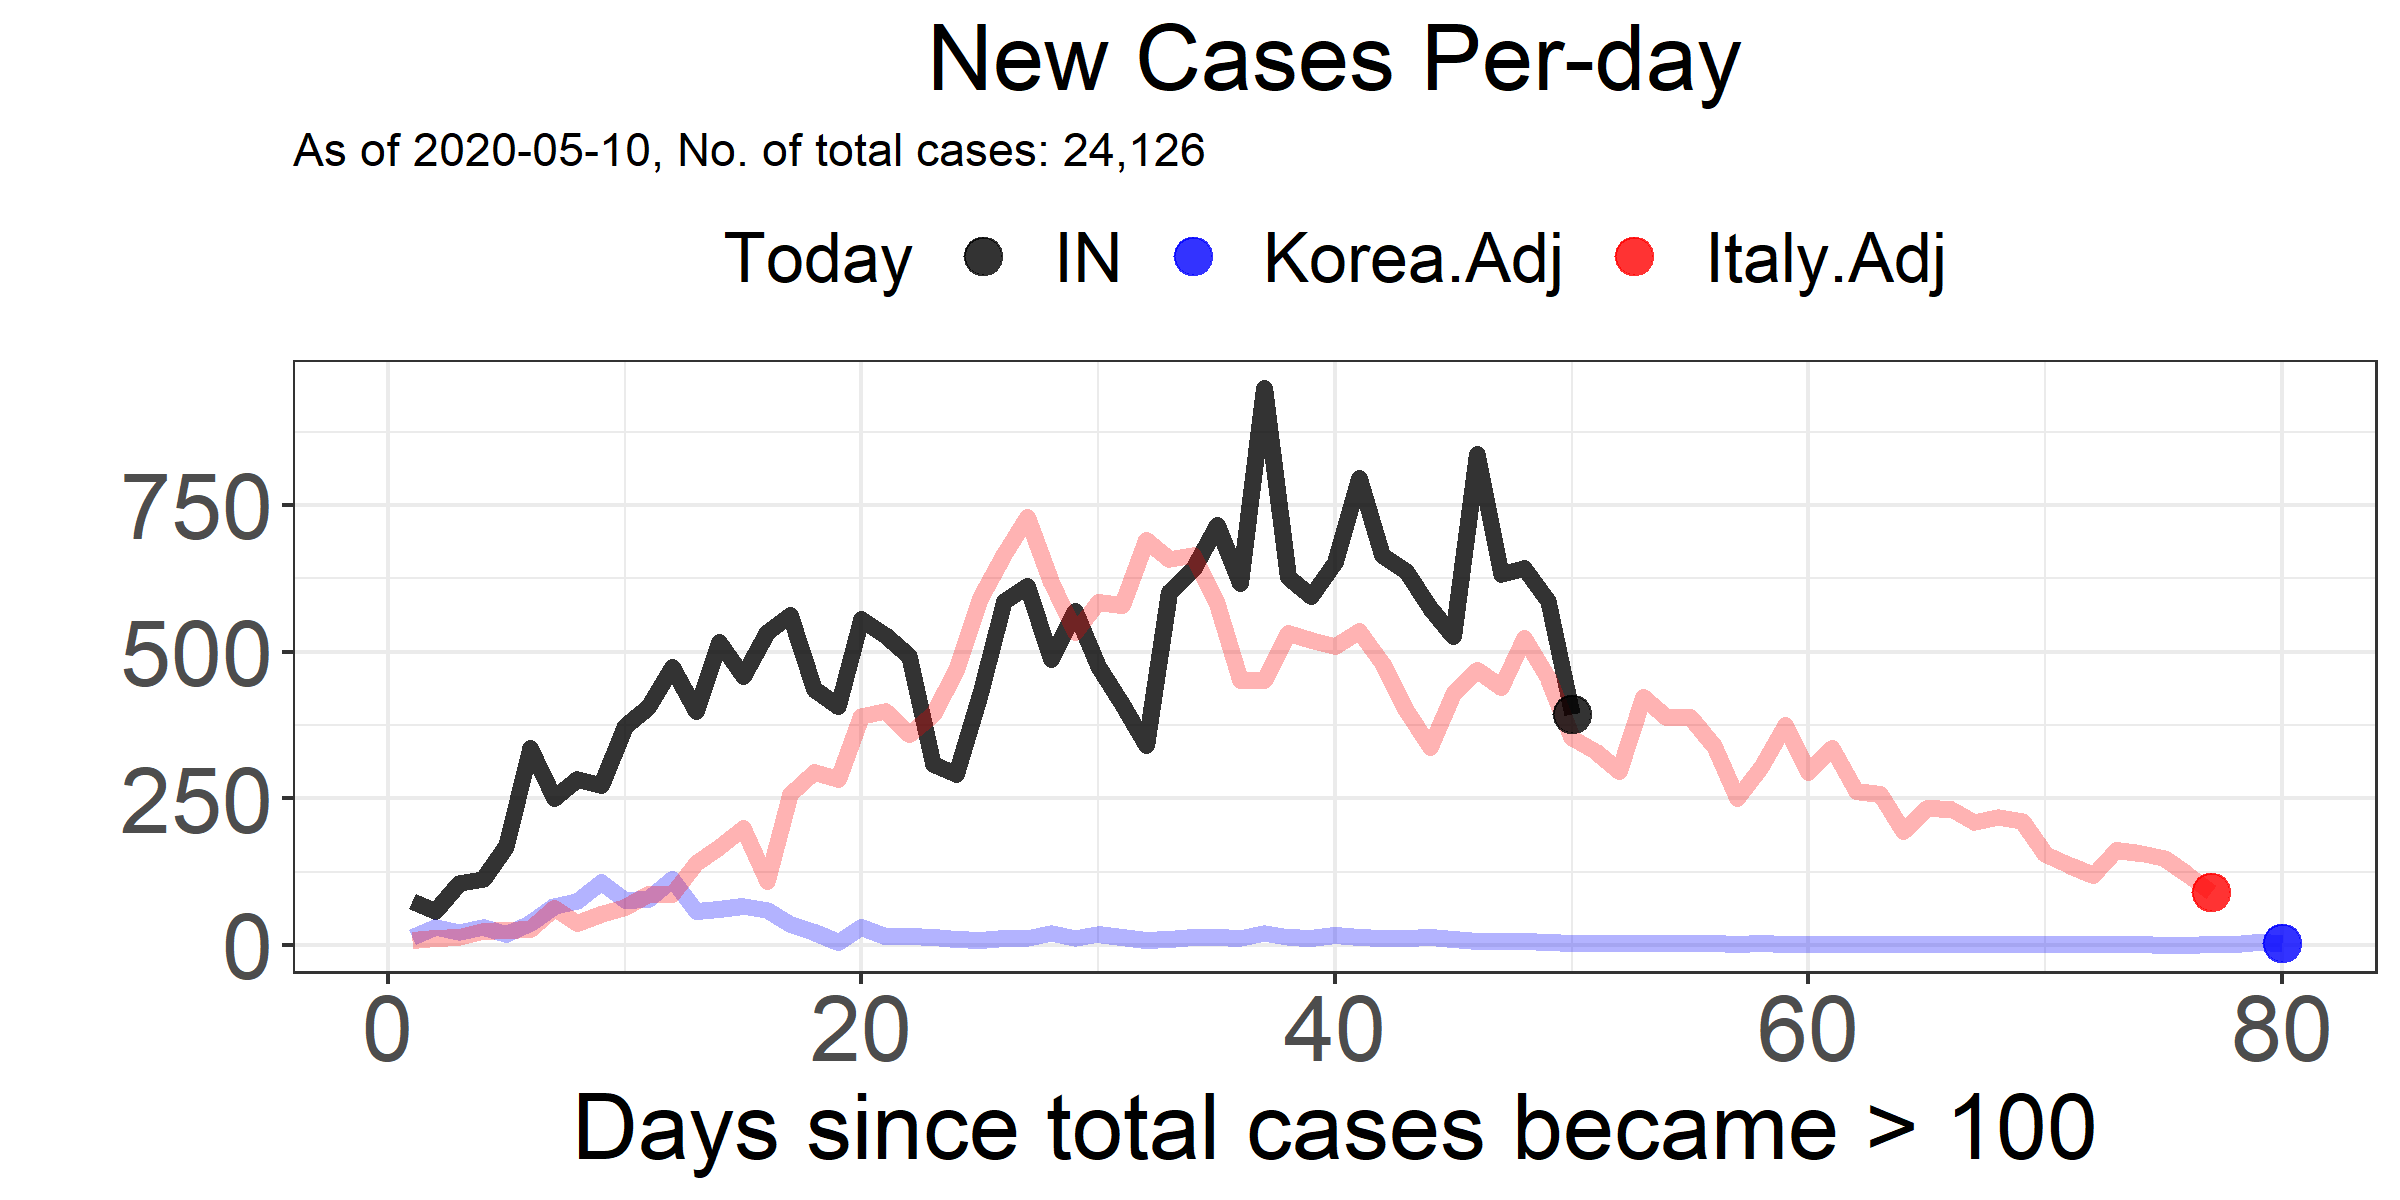 New Cases Per-day
As of 2020-05-10, No. of total cases: 24,126
Today IN Korea.Adj Italy.Adj
750
500
250
0
0 20 40 60 80
Days since total cases became > 100